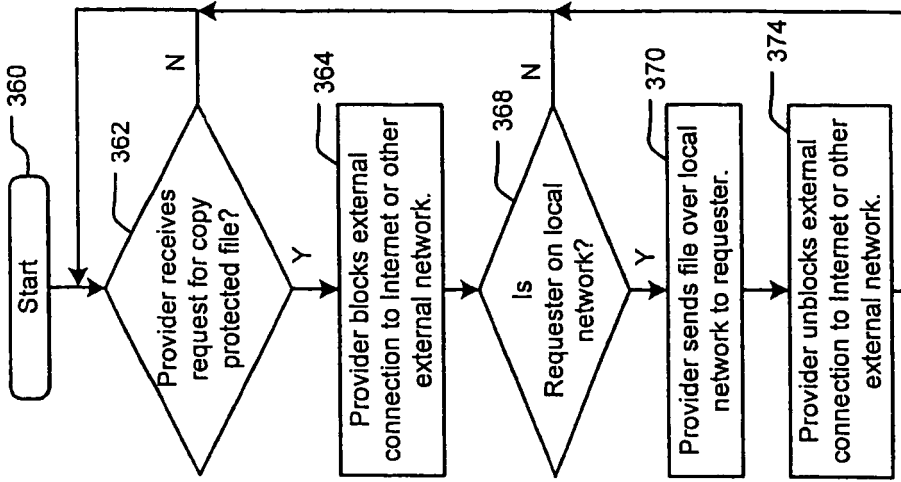 360
Start
362
Provider receives
request for copy
protected file?
N
Y
364
Provider blocks external
connection to Internet or other
external network.
368
Is
Requester on local
network?
N
Y
370
Provider sends file over local
network to requester.
374
Provider unblocks external
connection to Internet or other
external network.